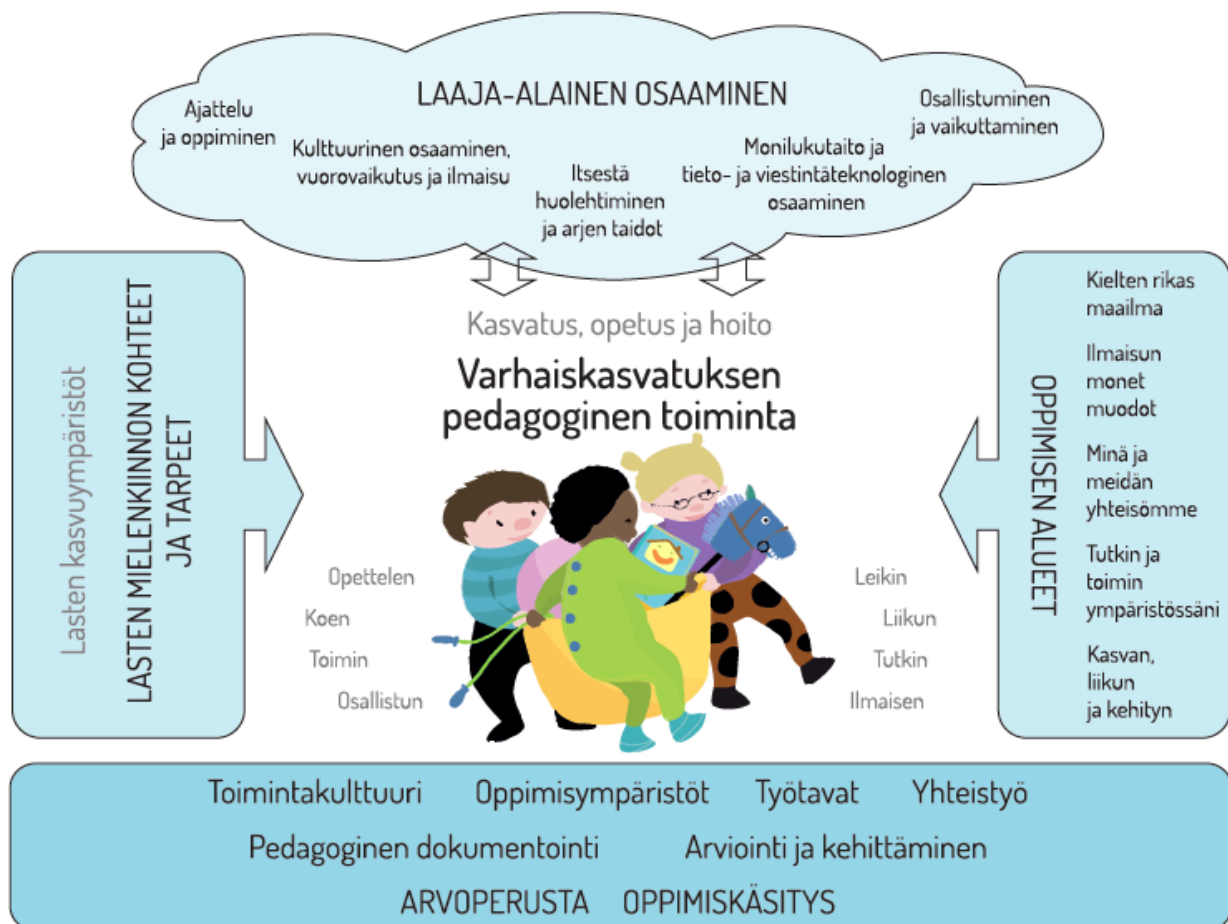 LAAJA-ALAINEN OSAAMINEN
Ajattelu
ja oppiminen
Kulttuurinen osaaminen,
vuorovaikutus ja ilmaisu
Itsestä
huolehtiminen
ja arjen taidot
Monilukutaito ja
tieto- ja viestintäteknologinen
osaaminen
Osallistuminen
ja vaikuttaminen
Lasten kasvuympäristöt
LASTEN MIELENKIINNON KOHTEET
JA TARPEET
Kasvatus, opetus ja hoito
Varhaiskasvatuksen
pedagoginen toiminta
Opettelen
Koen
Toimin
Osallistun
Leikin
Liikun
Tutkin
Ilmaisen
OPPIMISEN ALUEET
Kielten rikas
maailma
Ilmaisun
monet
muodot
Minä ja
meidän
yhteisömme
Tutkin ja
toimin
ympäristössäni
Kasvan,
liikun
ja kehityn
Toimintakulttuuri Oppimisympäristöt Työtavat Yhteistyö
Pedagoginen dokumentointi Arviointi ja kehittäminen
ARVOPERUSTA OPPIMISKÄSITYS